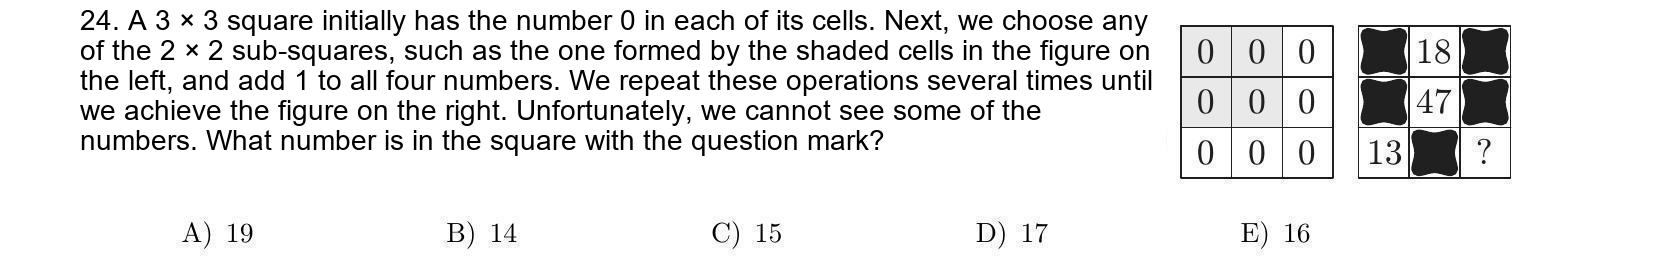 24. A 3 × 3 square initially has the number 0 in each of its cells. Next, we choose any
of the 2 × 2 sub-squares, such as the one formed by the shaded cells in the figure on
the left, and add 1 to all four numbers. We repeat these operations several times until
we achieve the figure on the right. Unfortunately, we cannot see some of the
numbers. What number is in the square with the question mark?
0 0 0
0 0 0
0 0 0
18
47
13 ?
A) 19 B) 14 C) 15 D) 17 E) 16